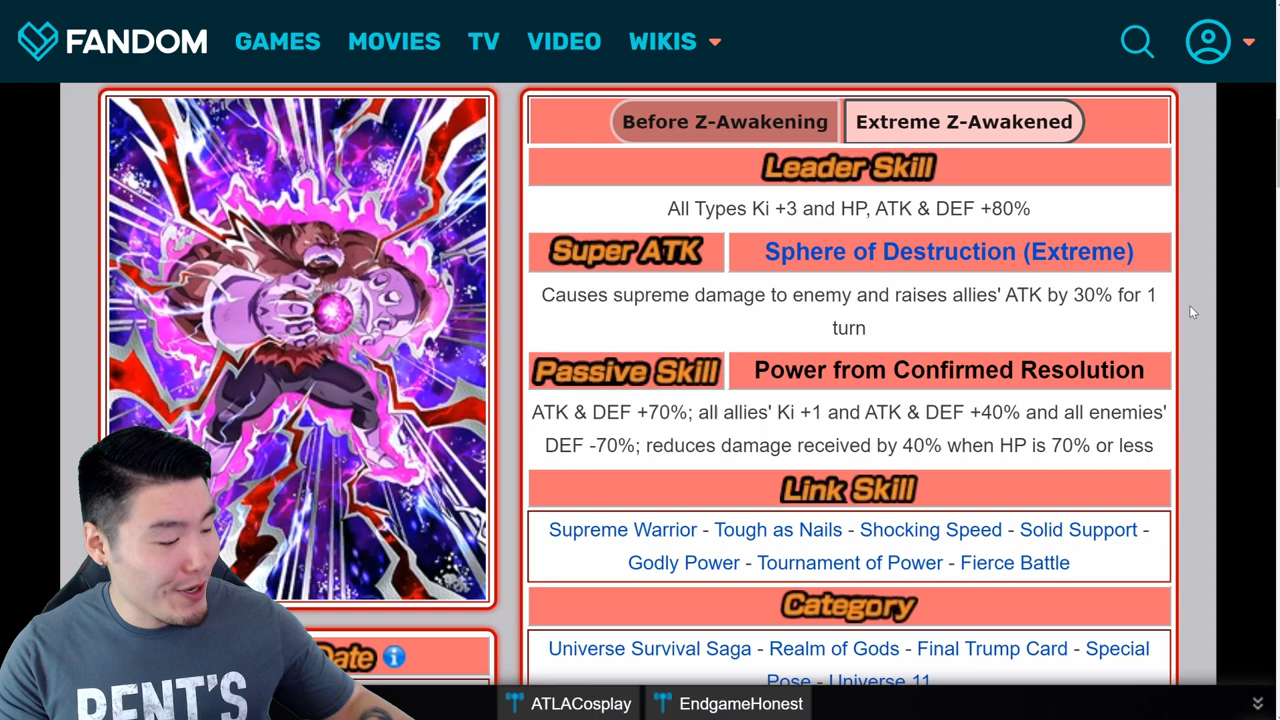 FANDOM GAMES MOVIES TV VIDEO WIKIS
Before Z-Awakening Extreme Z-Awakened
Leader Skill
All Types Ki +3 and HP, ATK & DEF +80%
Super ATK Sphere of Destruction (Extreme)
Causes supreme damage to enemy and raises allies' ATK by 30% for 1
turn
Passive Skill Power from Confirmed Resolution
ATK & DEF +70%; all allies' Ki +1 and ATK & DEF +40% and all enemies'
DEF -70%; reduces damage received by 40% when HP is 70% or less
Link Skill
Supreme Warrior - Tough as Nails - Shocking Speed - Solid Support -
Godly Power - Tournament of Power - Fierce Battle
Category
Universe Survival Saga - Realm of Gods - Final Trump Card - Special
Pose - Universe 11
Date
RENT'S
ATLACosplay EndgameHonest